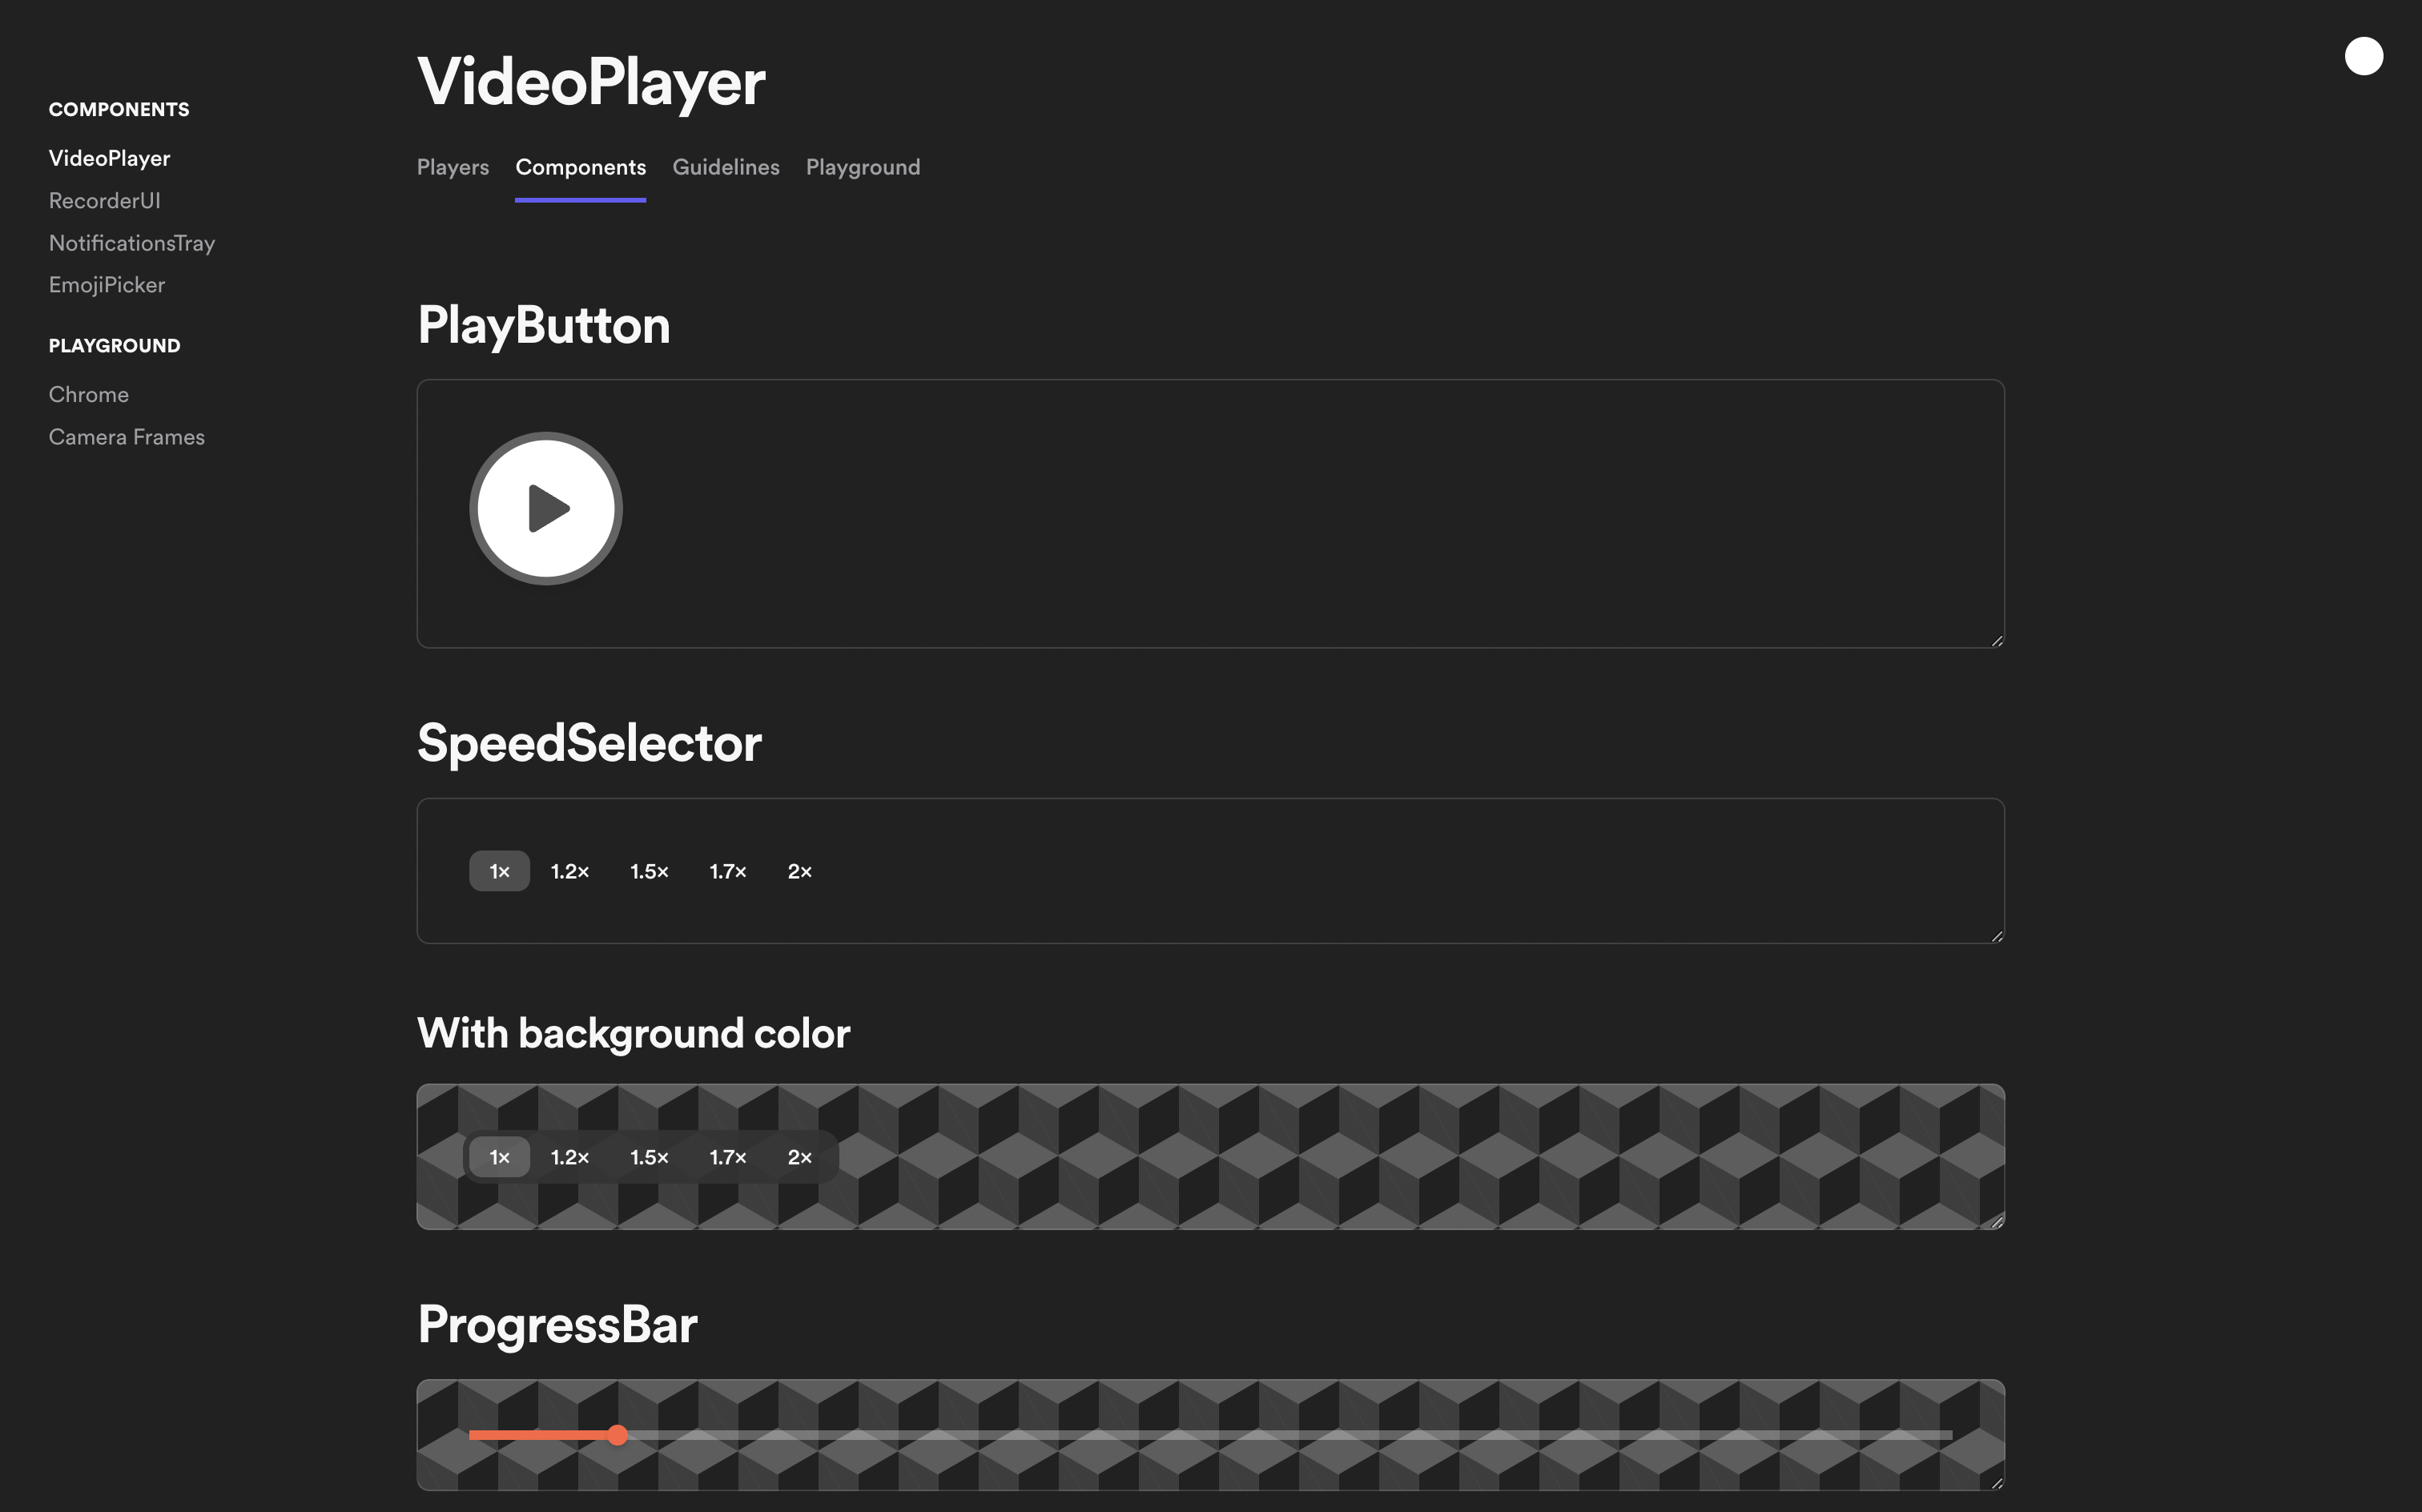 COMPONENTS
VideoPlayer
RecorderUI
NotificationsTray
EmojiPicker
PLAYGROUND
Chrome
Camera Frames
VideoPlayer
Players Components Guidelines Playground
PlayButton
SpeedSelector
1× 1.2× 1.5× 1.7× 2×
With background color
1× 1.2× 1.5× 1.7× 2×
ProgressBar